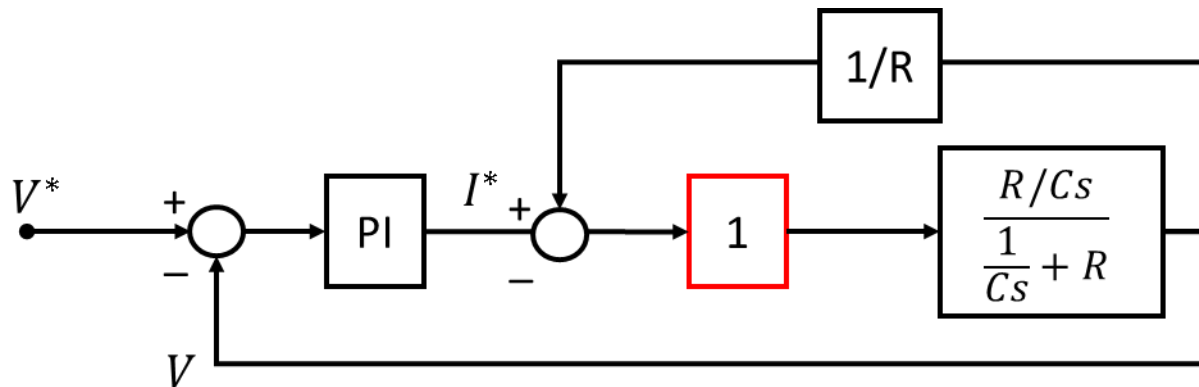 1/R
V*
+
−
PI
I*
+
−
1
R/Cs
1
Cs
+ R
V